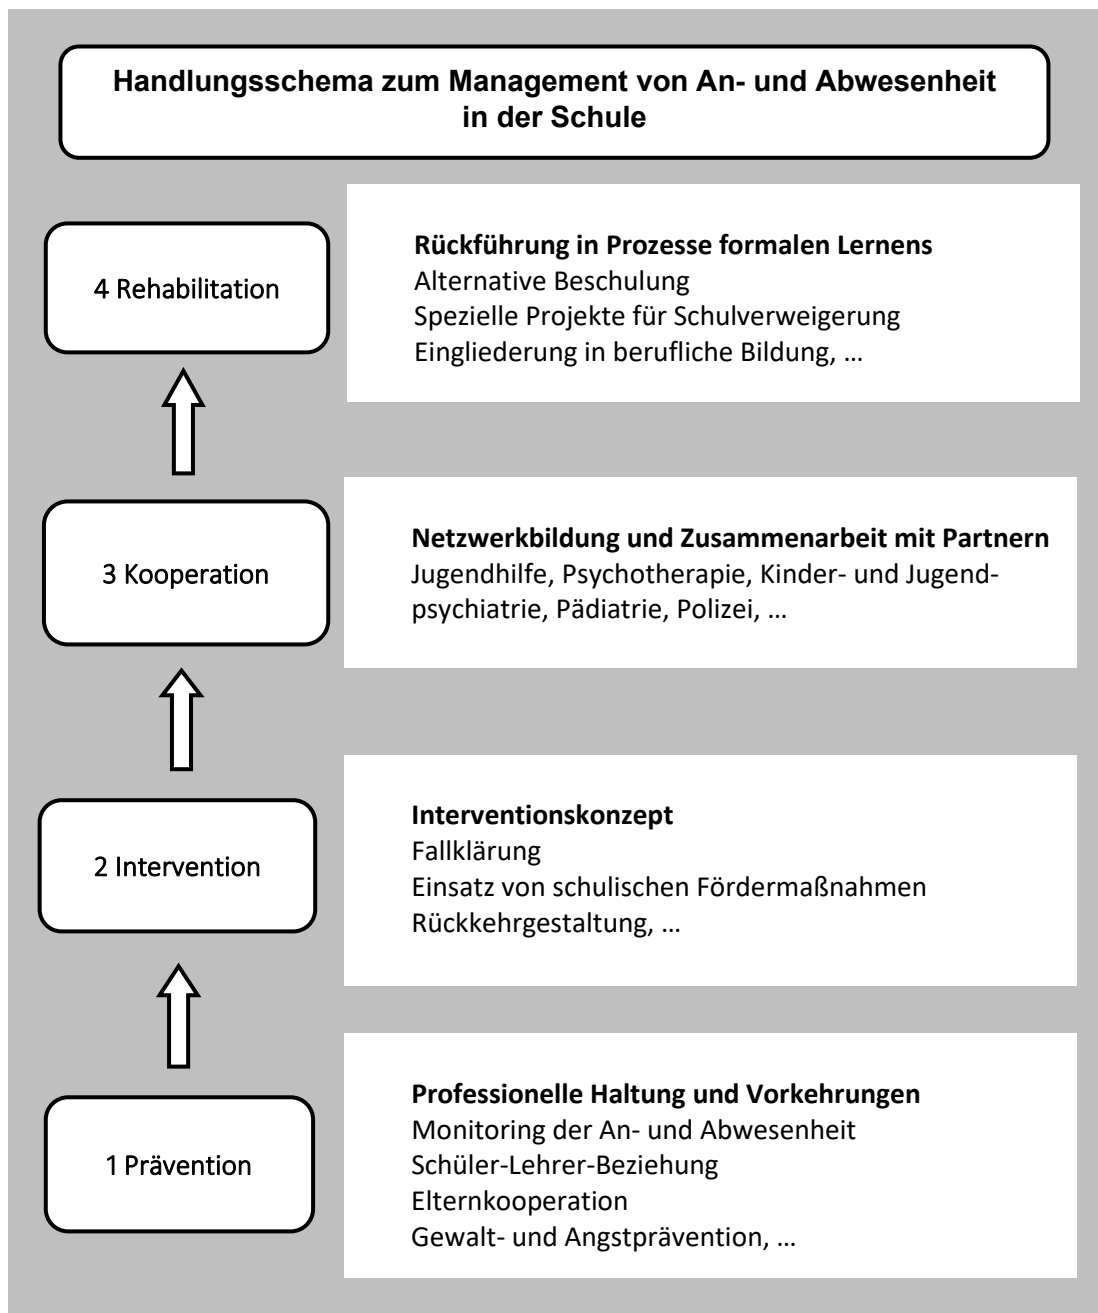 Handlungsschema zum Management von An- und Abwesenheit
in der Schule
4 Rehabilitation
Rückführung in Prozesse formalen Lernens
Alternative Beschulung
Spezielle Projekte für Schulverweigerung
Eingliederung in berufliche Bildung, …
3 Kooperation
Netzwerkbildung und Zusammenarbeit mit Partnern
Jugendhilfe, Psychotherapie, Kinder- und Jugend-
psychiatrie, Pädiatrie, Polizei, …
2 Intervention
Interventionskonzept
Fallklärung
Einsatz von schulischen Fördermaßnahmen
Rückkehrgestaltung, …
1 Prävention
Professionelle Haltung und Vorkehrungen
Monitoring der An- und Abwesenheit
Schüler-Lehrer-Beziehung
Elternkooperation
Gewalt- und Angstprävention, …